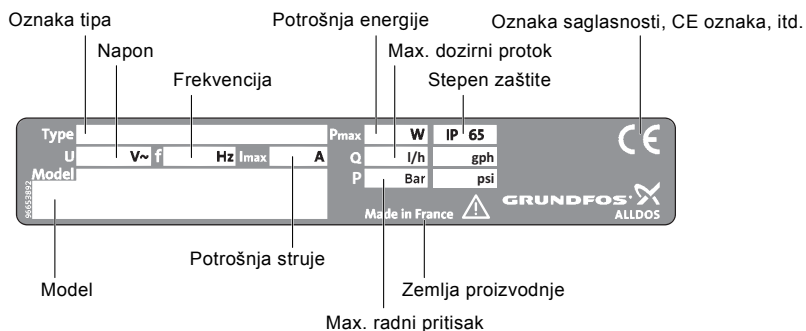 Oznaka tipa
Potrošnja energije
Oznaka saglasnosti, CE oznaka, itd.
Napon
Max. dozirni protok
Frekvencija
Stepen zaštite
Type
Pmax W IP 65
CE
U V~ f Hz Imax A
Q l/h gph
Model
P Bar psi
96653892
Made in France
GRUNDFOS
ALLDOS
Potrošnja struje
Model
Zemlja proizvodnje
Max. radni pritisak